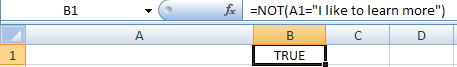 B1 fx =NOT(A1="I like to learn more")
A B C D
1 TRUE